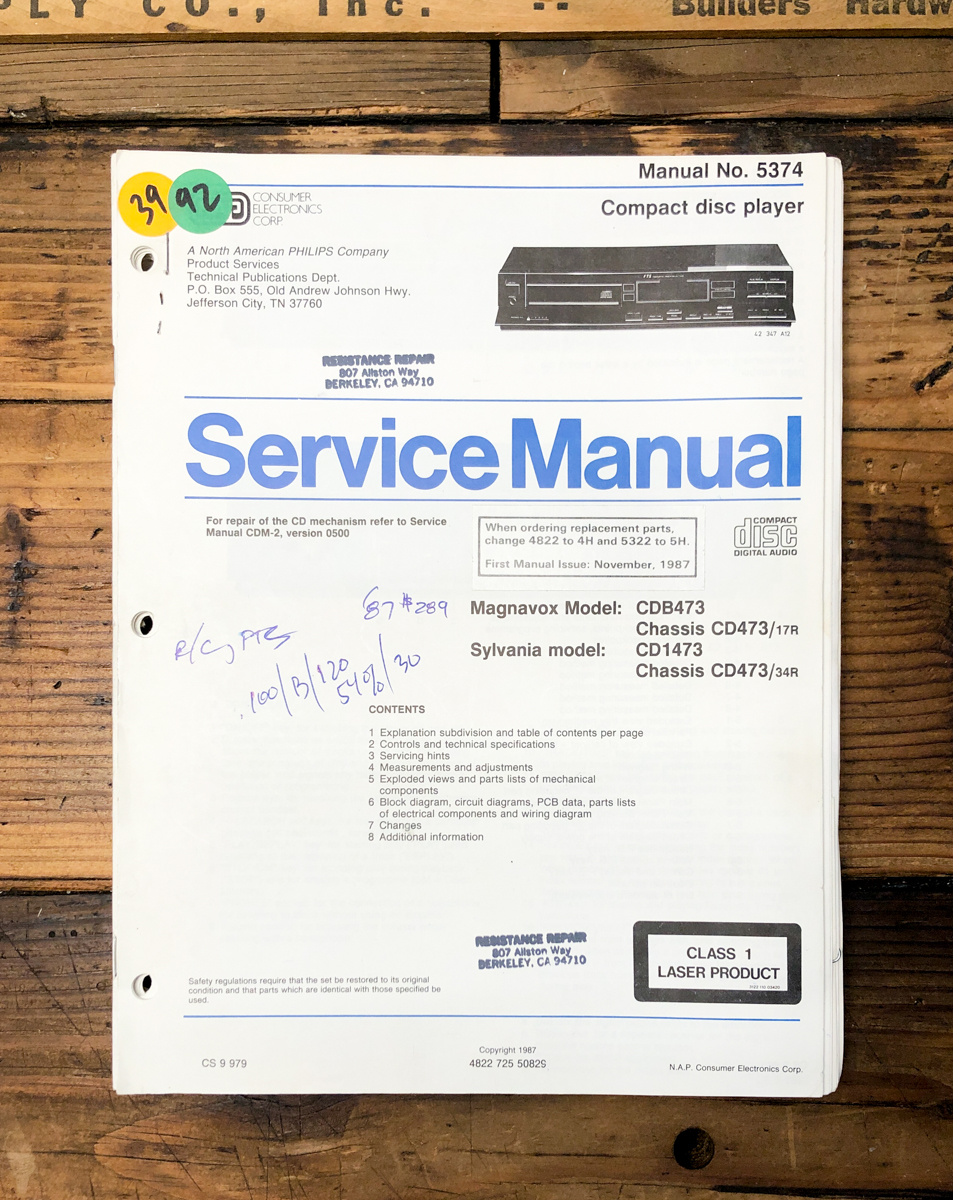 PLY CO., Inc. -- Builders Hardw
Manual No. 5374
39
92
CONSUMER
ELECTRONICS
CORP.
Compact disc player
A North American PHILIPS Company
Product Services
Technical Publications Dept.
P.O. Box 555, Old Andrew Johnson Hwy.
Jefferson City, TN 37760
42 347 A12
RESISTANCE REPAIR
807 Allston Way
BERKELEY, CA 94710
Service Manual
For repair of the CD mechanism refer to Service
Manual CDM-2, version 0500
When ordering replacement parts,
change 4822 to 4H and 5322 to 5H.
First Manual Issue: November, 1987
COMPACT
disc
DIGITAL AUDIO
87 #289
100/B/120
54%/30
Magnavox Model: CDB473
Chassis CD473/17R
Sylvania model: CD1473
Chassis CD473/34R
CONTENTS
1 Explanation subdivision and table of contents per page
2 Controls and technical specifications
3 Servicing hints
4 Measurements and adjustments
5 Exploded views and parts lists of mechanical
components
6 Block diagram, circuit diagrams, PCB data, parts lists
of electrical components and wiring diagram
7 Changes
8 Additional information
RESISTANCE REPAIR
807 Allston Way
BERKELEY, CA 94710
CLASS 1
LASER PRODUCT
Safety regulations require that the set be restored to its original
condition and that parts which are identical with those specified be
used.
CS 9 979
Copyright 1987
4822 725 50829
N.A.P. Consumer Electronics Corp.